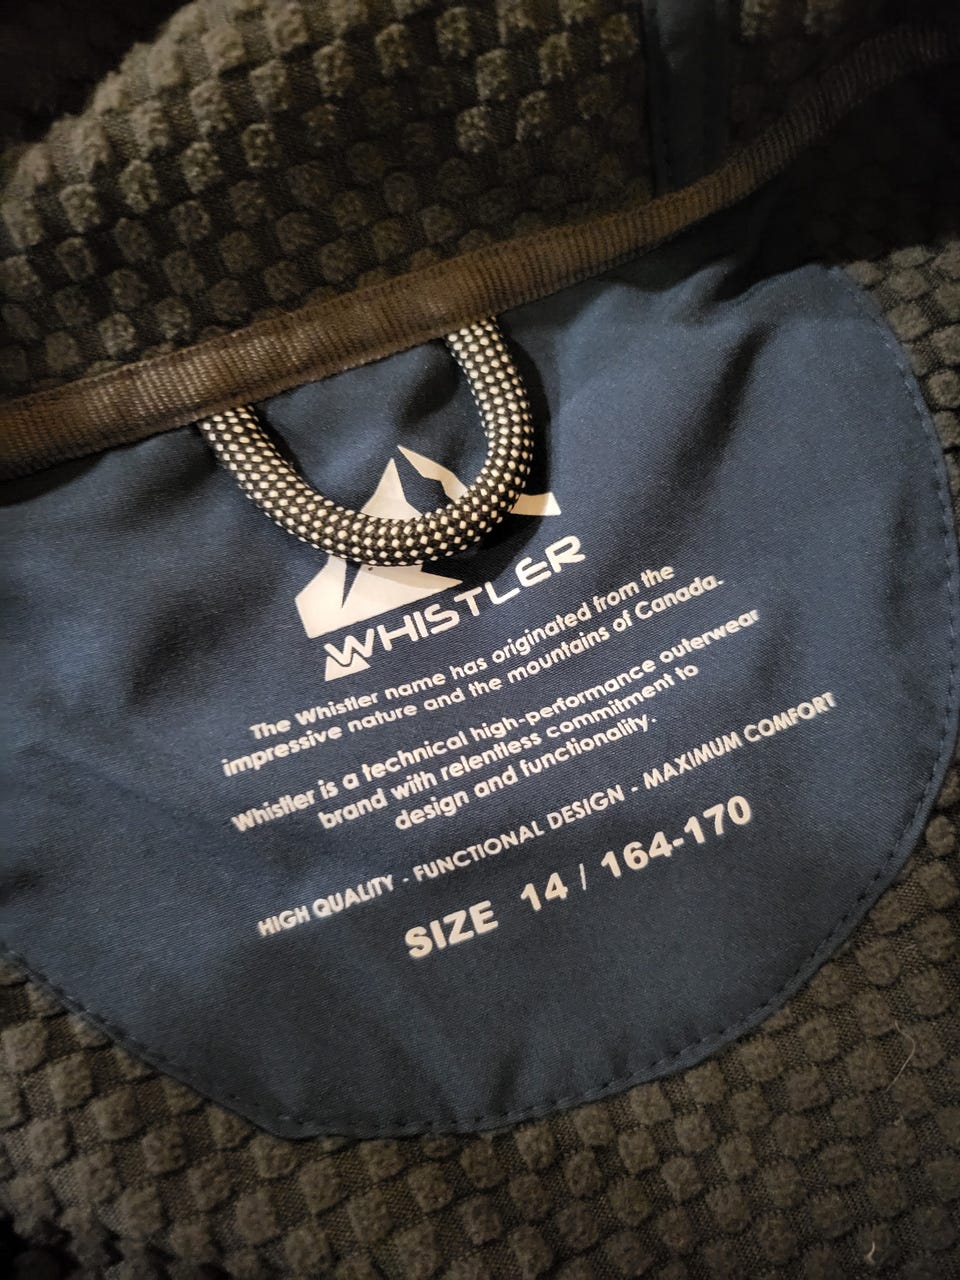 WHISTLER
The Whistler name has originated from the
impressive nature and the mountains of Canada.
Whistler is a technical high-performance outerwear
brand with relentless commitment to
design and functionality.
HIGH QUALITY - FUNCTIONAL DESIGN - MAXIMUM COMFORT
SIZE 14 / 164-170